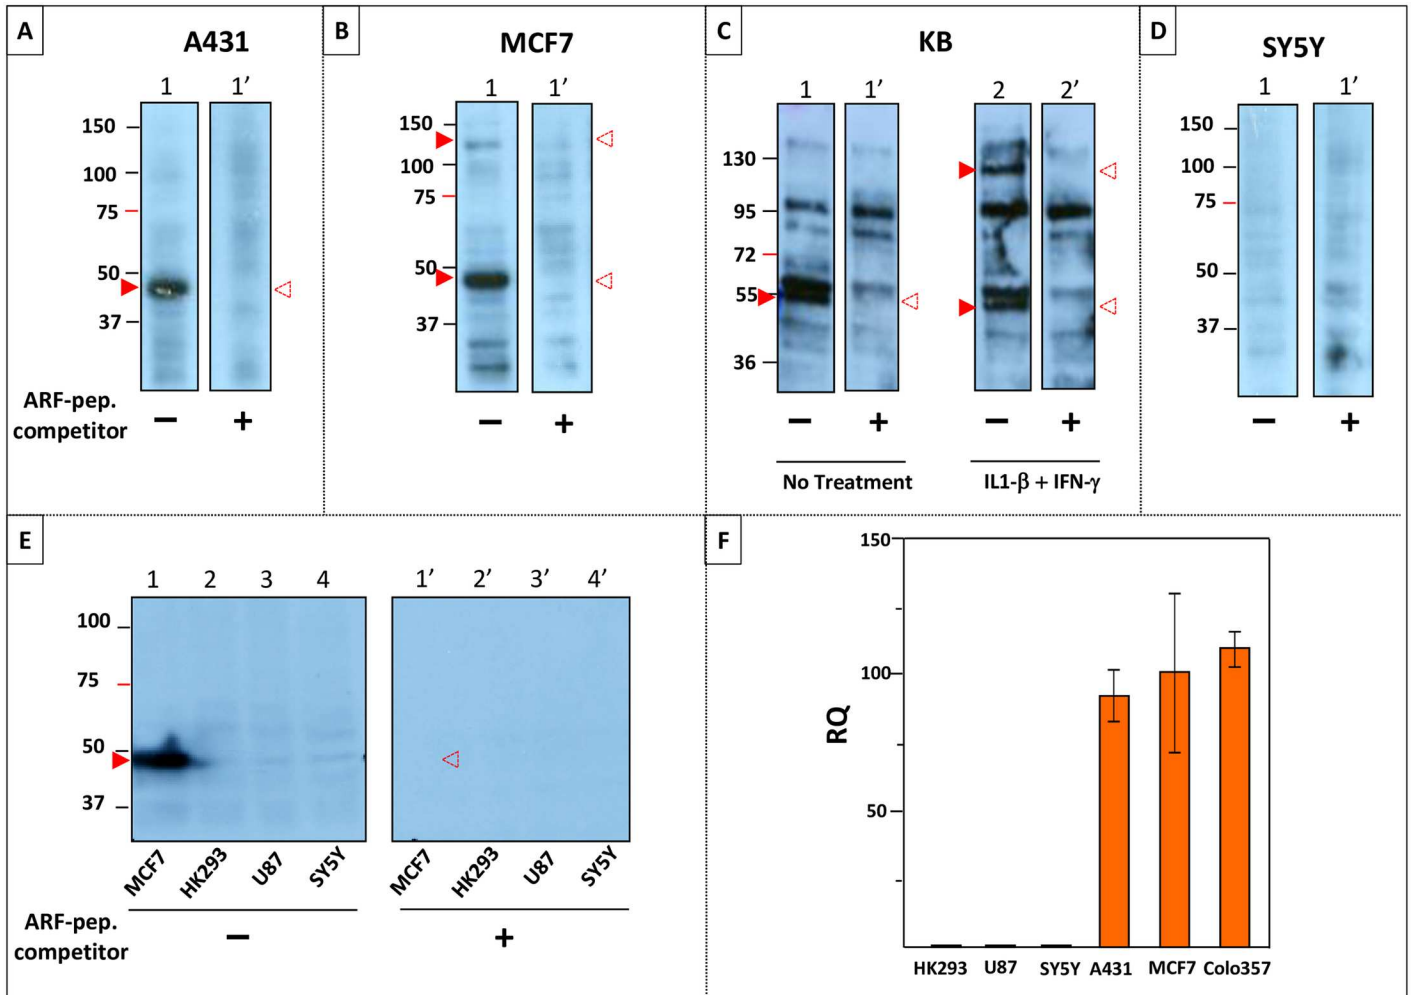 A
A431
1 1′
150
100
75
50
37
ARF-pep.
competitor
− +
B
MCF7
1 1′
150
100
75
50
37
− +
C
KB
1 1′ 2 2′
130
95
72
55
36
− + − +
No Treatment IL1-β + IFN-γ
D
SY5Y
1 1′
150
100
75
50
37
− +
E
1 2 3 4 1′ 2′ 3′ 4′
100
75
50
37
MCF7 HK293 U87 SY5Y MCF7 HK293 U87 SY5Y
ARF-pep.
competitor
− +
F
150
100
50
RQ
HK293 U87 SY5Y A431 MCF7 Colo357